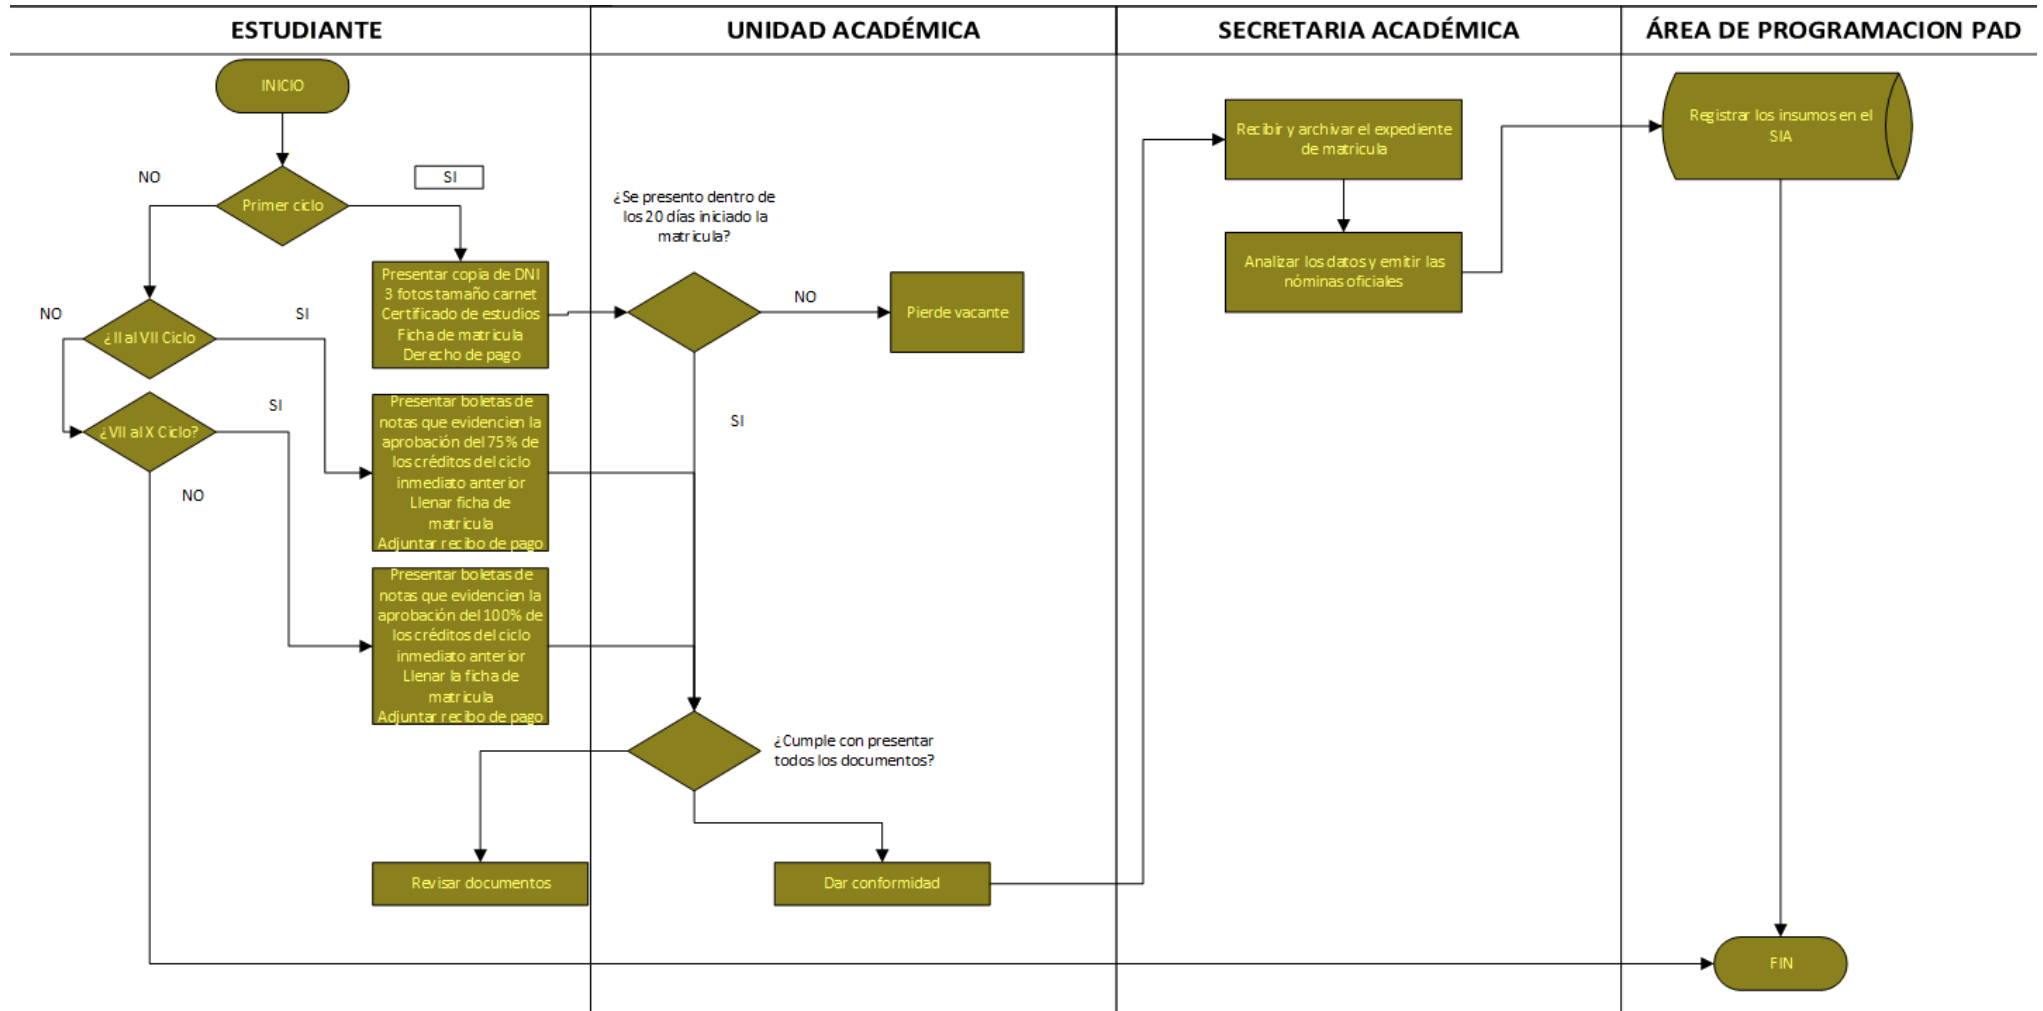 ESTUDIANTE
UNIDAD ACADÉMICA
SECRETARIA ACADÉMICA
ÁREA DE PROGRAMACION PAD
INICIO
NO
SI
Primer ciclo
Presentar copia de DNI
3 fotos tamaño carnet
Certificado de estudios
Ficha de matricula
Derecho de pago
NO
¿II al VII Ciclo
SI
¿VII al X Ciclo?
SI
NO
Presentar boletas de
notas que evidencien la
aprobación del 75% de
los créditos del ciclo
inmediato anterior
Llenar ficha de
matricula
Adjuntar recibo de pago
Presentar boletas de
notas que evidencien la
aprobación del 100% de
los créditos del ciclo
inmediato anterior
Llenar la ficha de
matricula
Adjuntar recibo de pago
Revisar documentos
¿Se presento dentro de
los 20 días iniciado la
matricula?
NO
Pierde vacante
SI
¿Cumple con presentar
todos los documentos?
Dar conformidad
Recibir y archivar el expediente
de matricula
Analizar los datos y emitir las
nóminas oficiales
Registrar los insumos en el
SIA
FIN